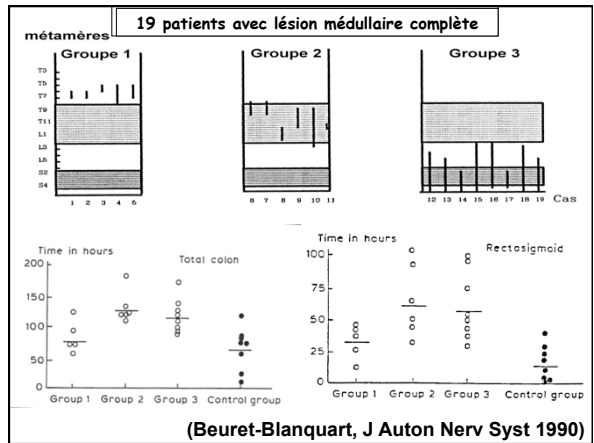 19 patients avec lésion médullaire complète
métamères
Groupe 1
Groupe 2
Groupe 3
T3
T5
T7
T9
T11
L1
L3
L5
S2
S4
1 2 3 4 5
6 7 8 9 10 11
12 13 14 15 16 17 18 19 Cas
Time in hours
Total colon
200
150
100
50
0
Group 1 Group 2 Group 3 Control group
Time in hours
Rectosigmoid
100
75
50
25
0
Group 1 Group 2 Group 3 Control group
(Beuret-Blanquart, J Auton Nerv Syst 1990)